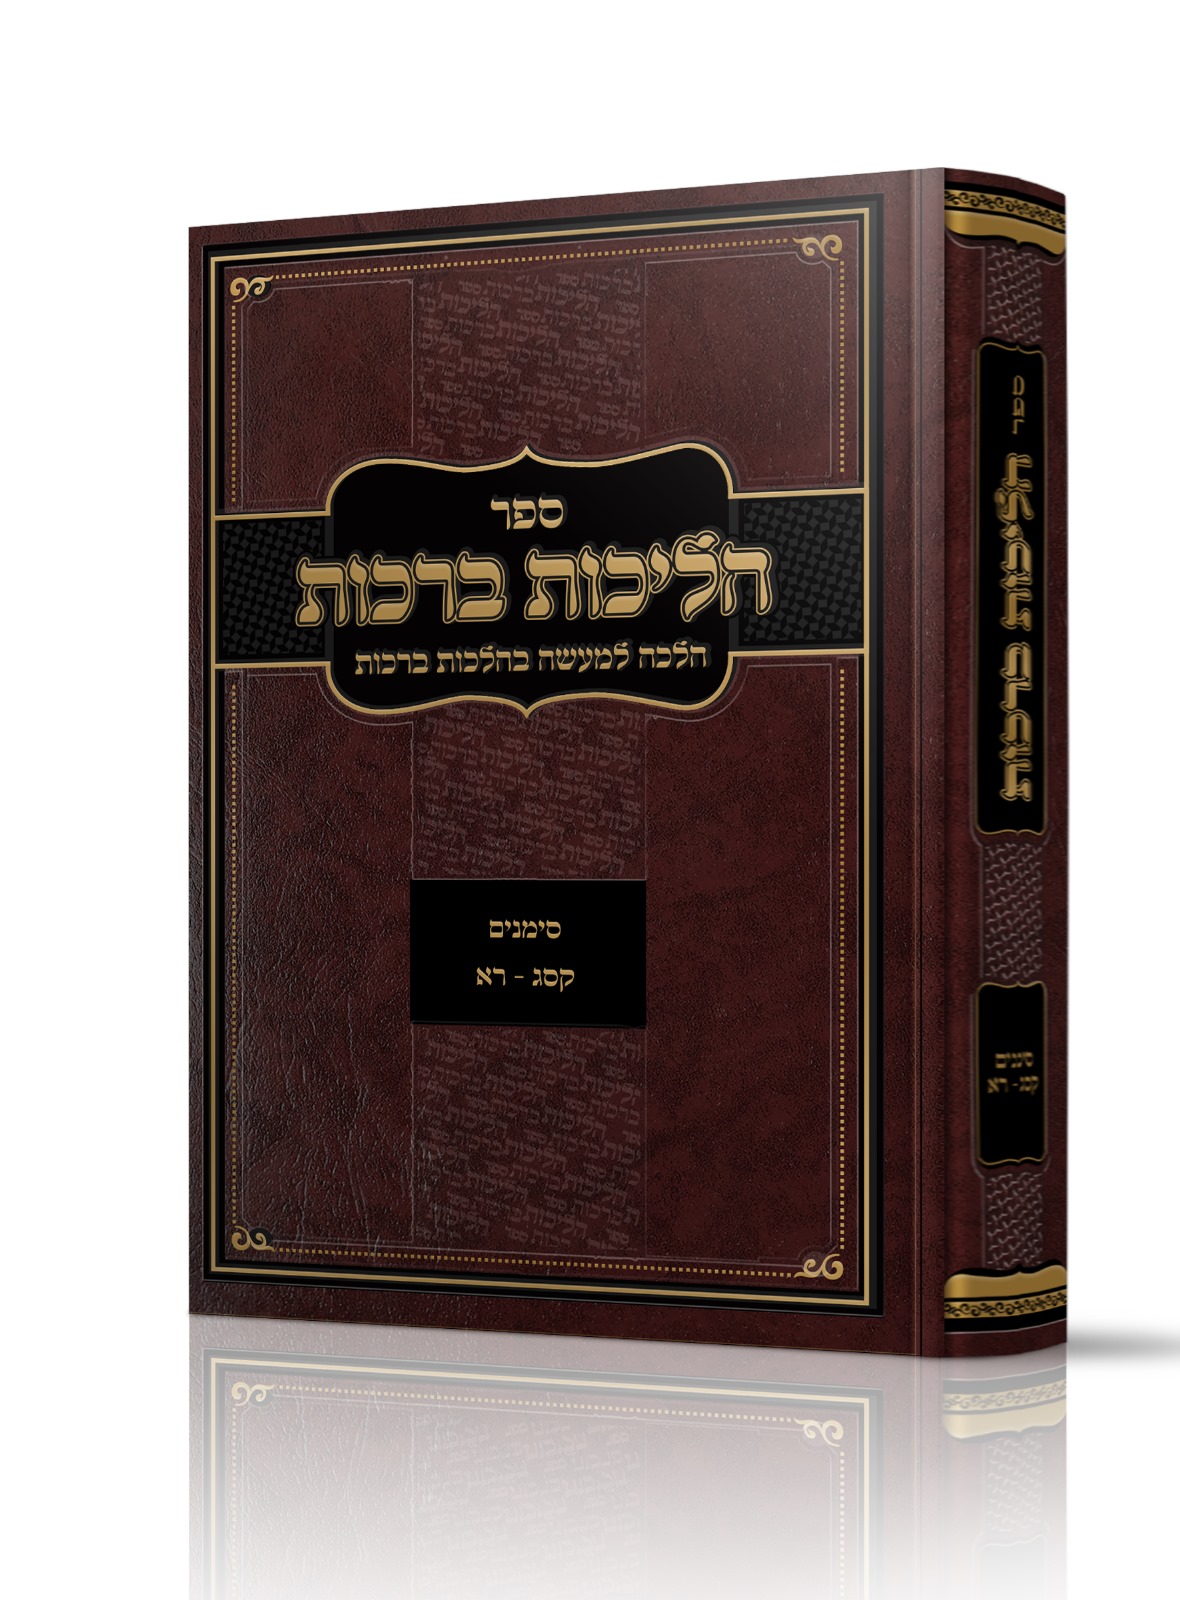 ספר
הליכות ברכות
הלכה למעשה בהלכות ברכות
סימנים
קסג - רא
ספר
הליכות ברכות
סימנים
קסג - רא